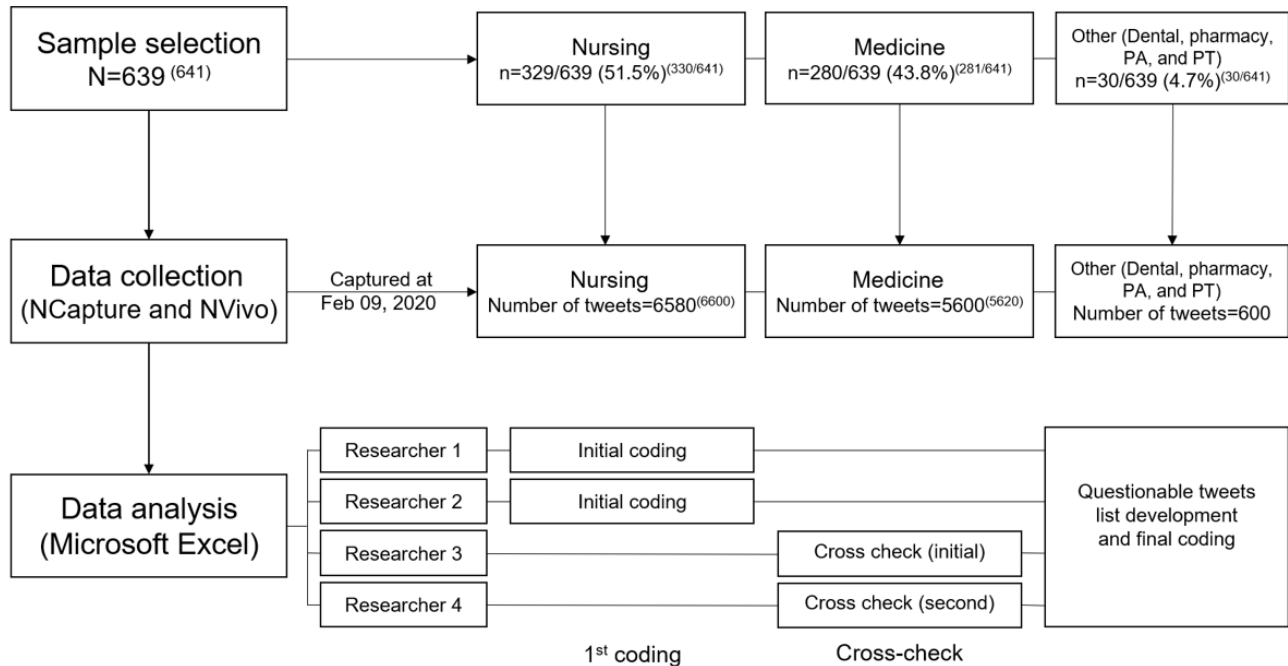 Sample selection
N=639 (641)
Nursing
n=329/639 (51.5%)(330/641)
Medicine
n=280/639 (43.8%)(281/641)
Other (Dental, pharmacy,
PA, and PT)
n=30/639 (4.7%)(30/641)
Data collection
(NCapture and NVivo)
Captured at
Feb 09, 2020
Nursing
Number of tweets=6580(6600)
Medicine
Number of tweets=5600(5620)
Other (Dental, pharmacy,
PA, and PT)
Number of tweets=600
Data analysis
(Microsoft Excel)
Researcher 1
Initial coding
Researcher 2
Initial coding
Researcher 3
Cross check (initial)
Researcher 4
Cross check (second)
Questionable tweets
list development
and final coding
1st coding
Cross-check